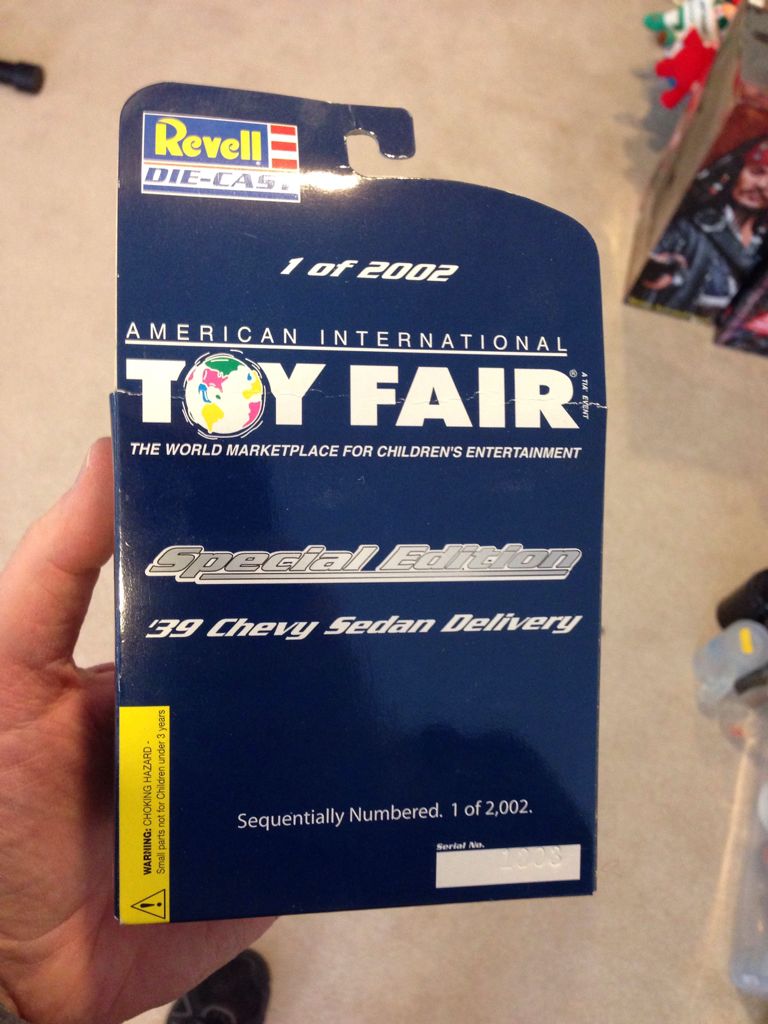 Revell
DIE-CAST
1 of 2002
AMERICAN INTERNATIONAL
TOY FAIR®
A TIA EVENT
THE WORLD MARKETPLACE FOR CHILDREN'S ENTERTAINMENT
Special Edition
'39 Chevy Sedan Delivery
WARNING: CHOKING HAZARD -
Small parts not for Children under 3 years
Sequentially Numbered. 1 of 2,002.
Serial No.